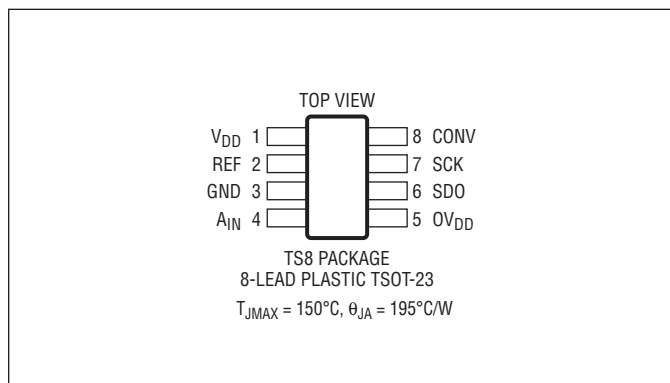 TOP VIEW
VDD 1
REF 2
GND 3
AIN 4
8 CONV
7 SCK
6 SDO
5 OVDD
TS8 PACKAGE
8-LEAD PLASTIC TSOT-23
TJMAX = 150°C, θJA = 195°C/W